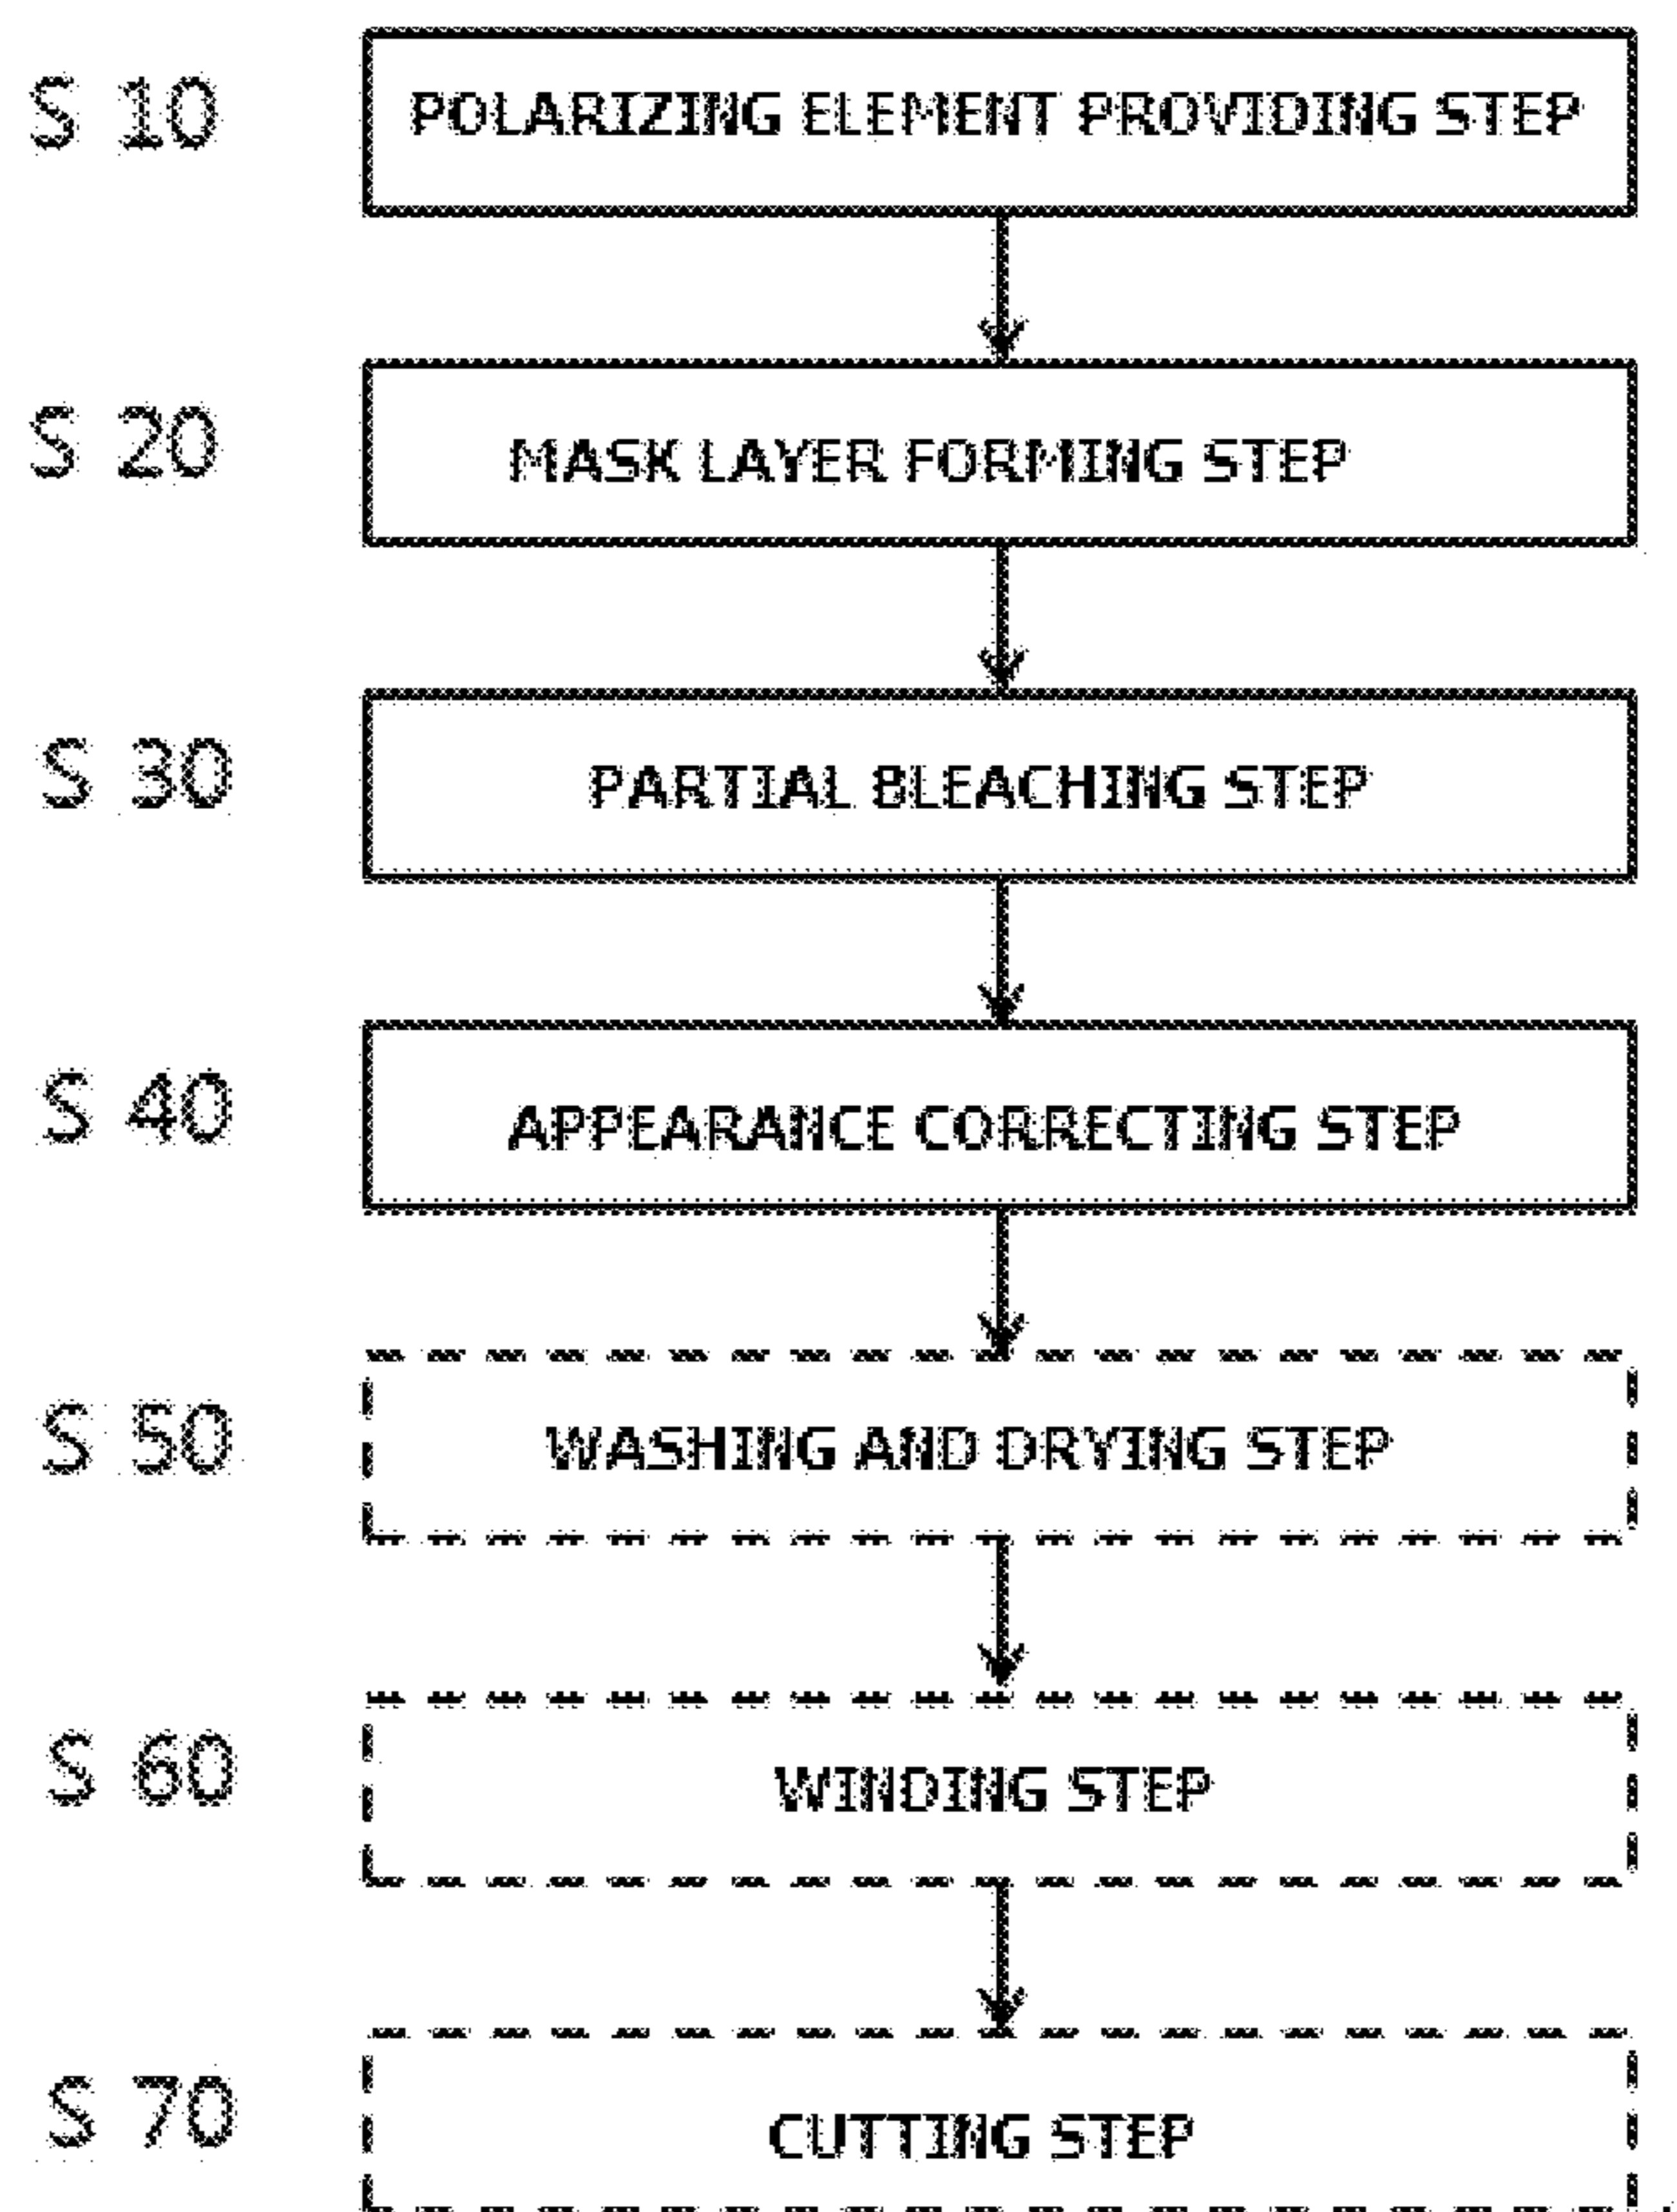 S 10 POLARIZING ELEMENT PROVIDING STEP
S 20 MASK LAYER FORMING STEP
S 30 PARTIAL BLEACHING STEP
S 40 APPEARANCE CORRECTING STEP
S 50 WASHING AND DRYING STEP
S 60 WINDING STEP
S 70 CUTTING STEP